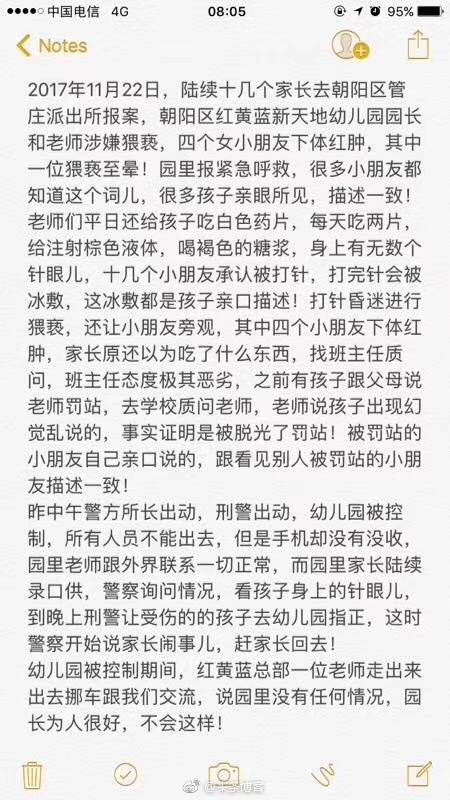 中国电信 4G 08:05 95%
Notes
2017年11月22日，陆续十几个家长去朝阳区管
庄派出所报案，朝阳区红黄蓝新天地幼儿园园长
和老师涉嫌猥亵，四个女小朋友下体红肿，其中
一位猥亵至晕！园里报紧急呼救，很多小朋友都
知道这个词儿，很多孩子亲眼所见，描述一致！
老师们平日还给孩子吃白色药片，每天吃两片，
给注射棕色液体，喝褐色的糖浆，身上有无数个
针眼儿，十几个小朋友承认被打针，打完针会被
冰敷，这冰敷都是孩子亲口描述！打针昏迷进行
猥亵，还让小朋友旁观，其中四个小朋友下体红
肿，家长原还以为吃了什么东西，找班主任质
问，班主任态度极其恶劣，之前有孩子跟父母说
老师罚站，去学校质问老师，老师说孩子出现幻
觉乱说的，事实证明是被脱光了罚站！被罚站的
小朋友自己亲口说的，跟看见别人被罚站的小朋
友描述一致！
昨中午警方所长出动，刑警出动，幼儿园被控
制，所有人员不能出去，但是手机却没有没收，
园里老师跟外界联系一切正常，而园里家长陆续
录口供，警察询问情况，看孩子身上的针眼儿，
到晚上刑警让受伤的的孩子去幼儿园指正，这时
警察开始说家长闹事儿，赶家长回去！
幼儿园被控制期间，红黄蓝总部一位老师走出来
出去挪车跟我们交流，说园里没有任何情况，园
长为人很好，不会这样！